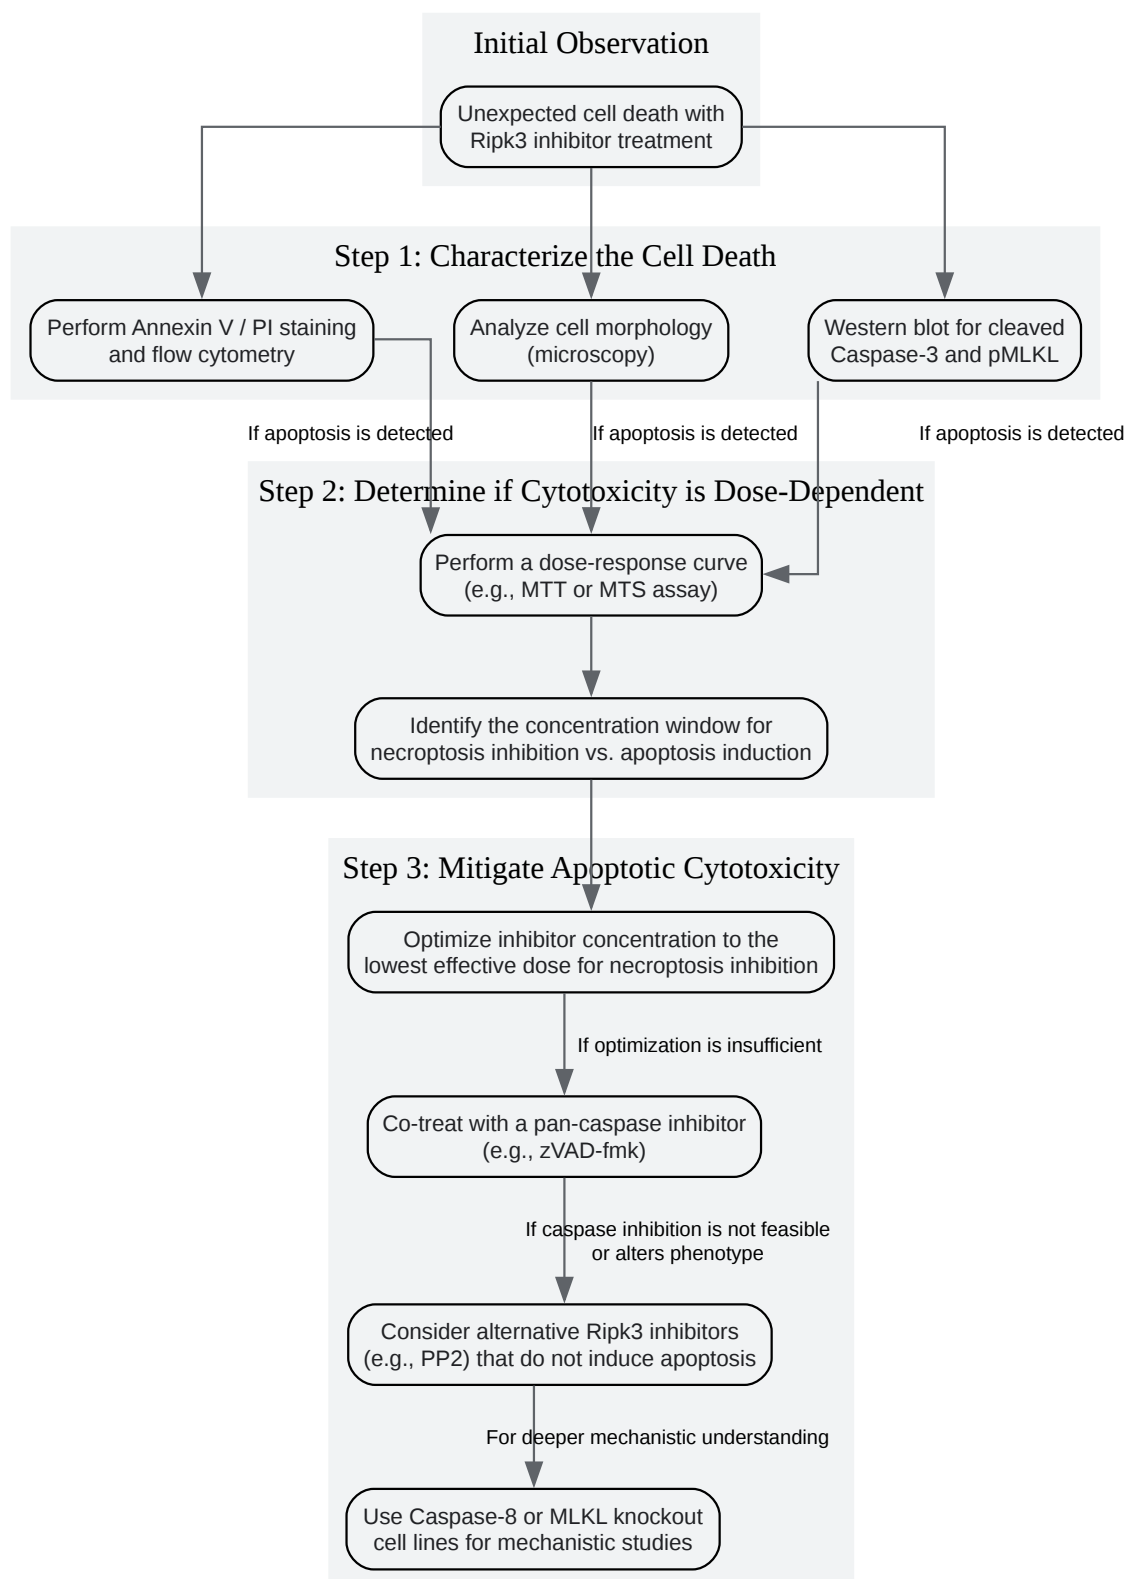 Initial Observation
Unexpected cell death with
Ripk3 inhibitor treatment
Step 1: Characterize the Cell Death
Perform Annexin V / PI staining
and flow cytometry
Analyze cell morphology
(microscopy)
Western blot for cleaved
Caspase-3 and pMLKL
If apoptosis is detected
If apoptosis is detected
If apoptosis is detected
Step 2: Determine if Cytotoxicity is Dose-Dependent
Perform a dose-response curve
(e.g., MTT or MTS assay)
Identify the concentration window for
necroptosis inhibition vs. apoptosis induction
Step 3: Mitigate Apoptotic Cytotoxicity
Optimize inhibitor concentration to the
lowest effective dose for necroptosis inhibition
If optimization is insufficient
Co-treat with a pan-caspase inhibitor
(e.g., zVAD-fmk)
If caspase inhibition is not feasible
or alters phenotype
Consider alternative Ripk3 inhibitors
(e.g., PP2) that do not induce apoptosis
For deeper mechanistic understanding
Use Caspase-8 or MLKL knockout
cell lines for mechanistic studies